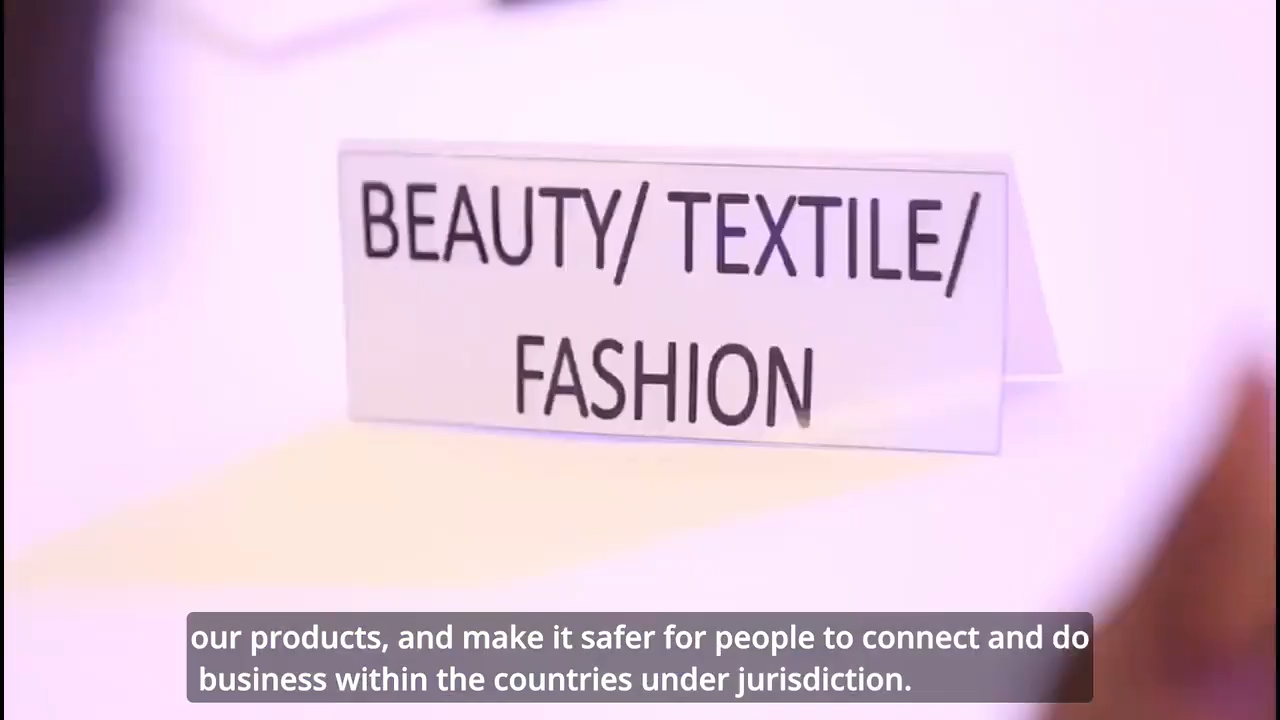 BEAUTY/ TEXTILE/
FASHION
our products, and make it safer for people to connect and do
business within the countries under jurisdiction.